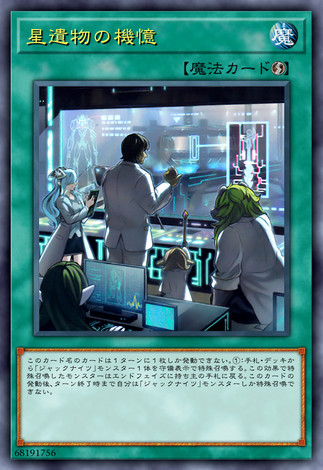 星遺物の機憶
魔
【魔法カード】
このカード名のカードは１ターンに１枚しか発動できない。①：手札・デッキか
ら「ジャックナイツ」モンスター１体を守備表示で特殊召喚する。この効果で特
殊召喚したモンスターはエンドフェイズに持ち主の手札に戻る。このカードの
発動後、ターン終了時まで自分は「ジャックナイツ」モンスターしか特殊召喚で
きない。
68191756